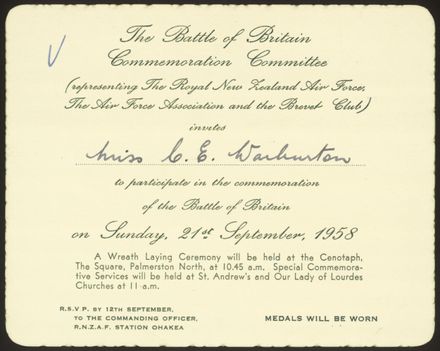 The Battle of Britain
Commemoration Committee
(representing The Royal New Zealand Air Force,
The Air Force Association and the Brevet Club)
invites
Miss C. E. Warburton
to participate in the commemoration
of the Battle of Britain
on Sunday, 21st September, 1958
A Wreath Laying Ceremony will be held at the Cenotaph,
The Square, Palmerston North, at 10.45 a.m. Special Commemora-
tive Services will be held at St. Andrew's and Our Lady of Lourdes
Churches at 11 a.m.
R.S.V.P. BY 12TH SEPTEMBER,
TO THE COMMANDING OFFICER,
R.N.Z.A.F. STATION OHAKEA
MEDALS WILL BE WORN